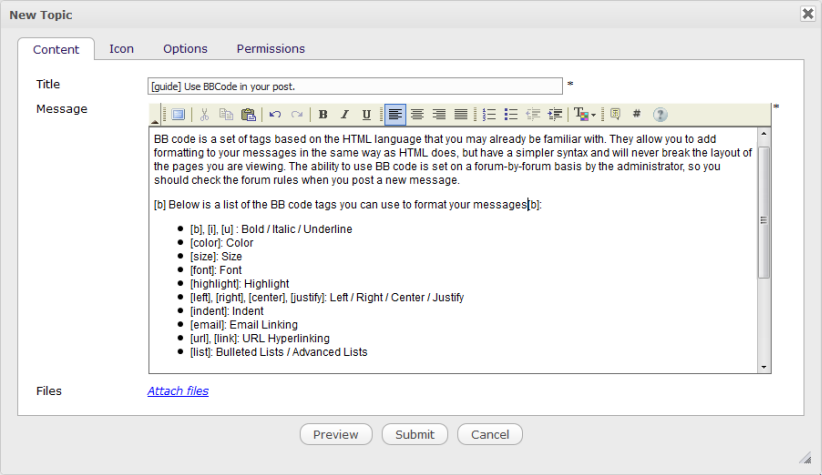 New Topic
Content Icon Options Permissions
Title [guide] Use BBCode in your post. *
Message *
B I U #
BB code is a set of tags based on the HTML language that you may already be familiar with. They allow you to add
formatting to your messages in the same way as HTML does, but have a simpler syntax and will never break the layout of
the pages you are viewing. The ability to use BB code is set on a forum-by-forum basis by the administrator, so you
should check the forum rules when you post a new message.
[b] Below is a list of the BB code tags you can use to format your messages[b]:
[b], [i], [u] : Bold / Italic / Underline
[color]: Color
[size]: Size
[font]: Font
[highlight]: Highlight
[left], [right], [center], [justify]: Left / Right / Center / Justify
[indent]: Indent
[email]: Email Linking
[url], [link]: URL Hyperlinking
[list]: Bulleted Lists / Advanced Lists
Files Attach files
Preview Submit Cancel